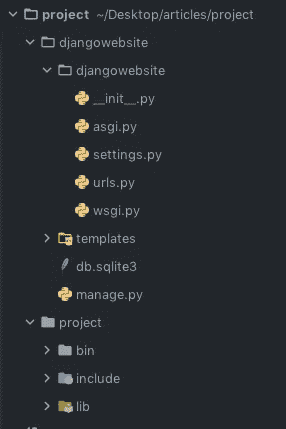 project ~/Desktop/articles/project
djangowebsite
djangowebsite
__init__.py
asgi.py
settings.py
urls.py
wsgi.py
templates
db.sqlite3
manage.py
project
bin
include
lib